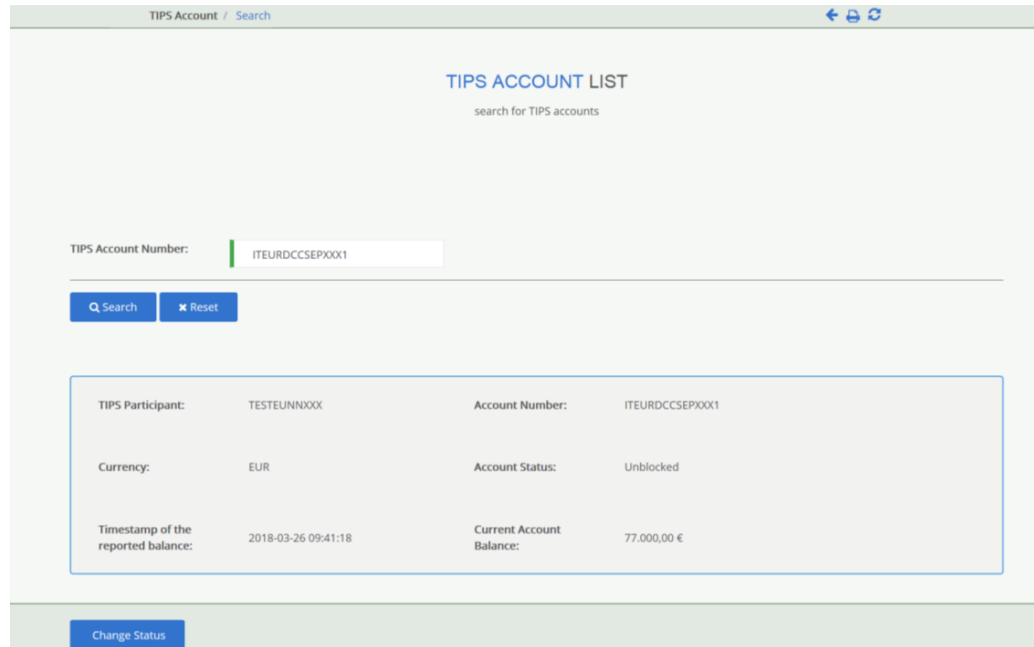 TIPS Account / Search
TIPS ACCOUNT LIST
search for TIPS accounts
TIPS Account Number: ITEURDCCSEPXXX1
Search Reset
TIPS Participant: TESTEUNNXXX Account Number: ITEURDCCSEPXXX1
Currency: EUR Account Status: Unblocked
Timestamp of the reported balance: 2018-03-26 09:41:18 Current Account Balance: 77.000,00 €
Change Status